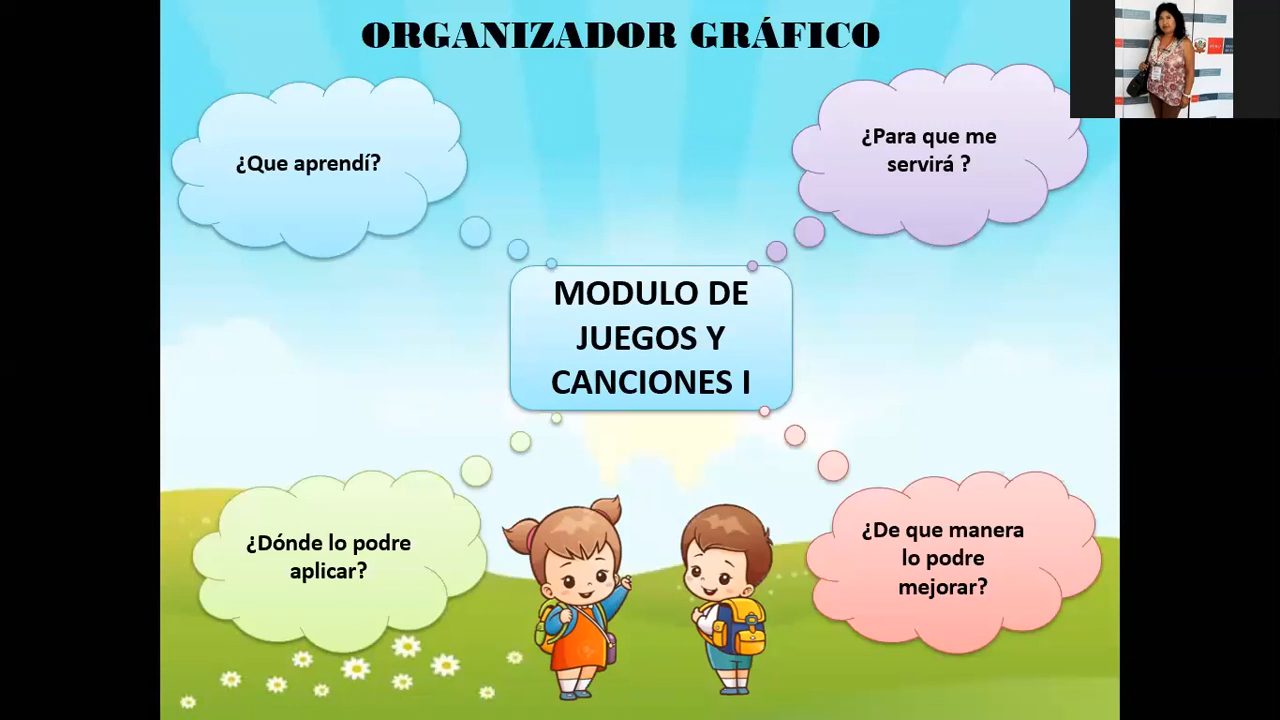 ORGANIZADOR GRÁFICO
¿Que aprendí?
¿Para que me
servirá ?
MODULO DE
JUEGOS Y
CANCIONES I
¿Dónde lo podre
aplicar?
¿De que manera
lo podre
mejorar?